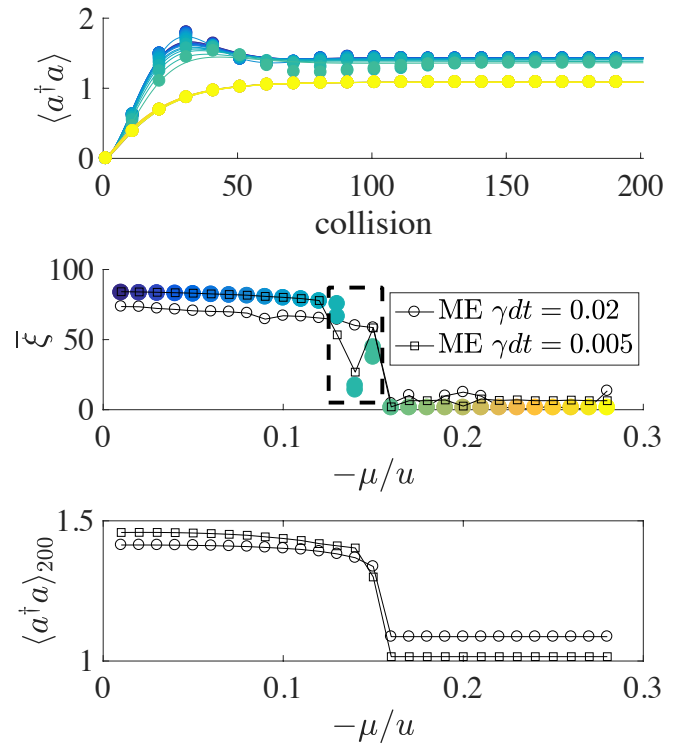 2
1
0
⟨a†a⟩
0 50 100 150 200
collision
100
50
0
ξ̅
ME γdt = 0.02
ME γdt = 0.005
0 0.1 0.2 0.3
−μ/u
1.5
1
⟨a†a⟩₂₀₀
0 0.1 0.2 0.3
−μ/u